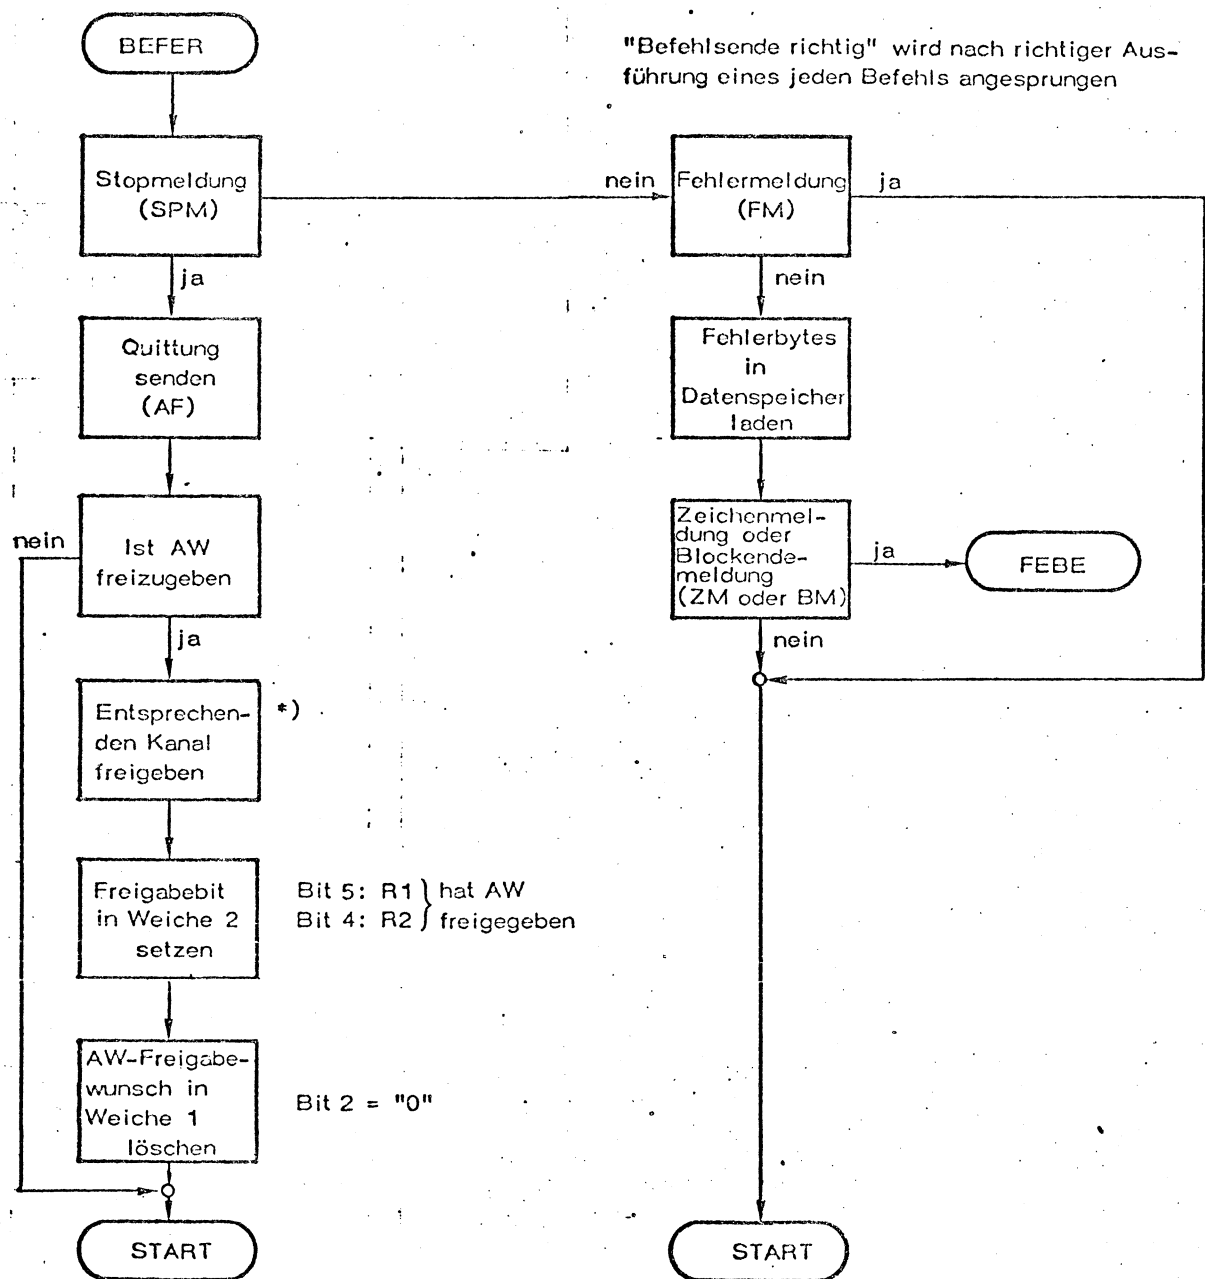 BEFER
"Befehlsende richtig" wird nach richtiger Aus-
führung eines jeden Befehls angesprungen
Stopmeldung
(SPM)
nein
Fehlermeldung
(FM)
ja
ja
nein
Quittung
senden
(AF)
Fehlerbytes
in
Datenspeicher
laden
nein
Ist AW
freizugeben
Zeichenmel-
dung oder
Blockende-
meldung
(ZM oder BM)
ja
FEBE
ja
nein
Entsprechen-
den Kanal
freigeben
*)
Freigabebit
in Weiche 2
setzen
Bit 5: R1 } hat AW
Bit 4: R2 } freigegeben
AW-Freigabe-
wunsch in
Weiche 1
löschen
Bit 2 = "0"
START
START